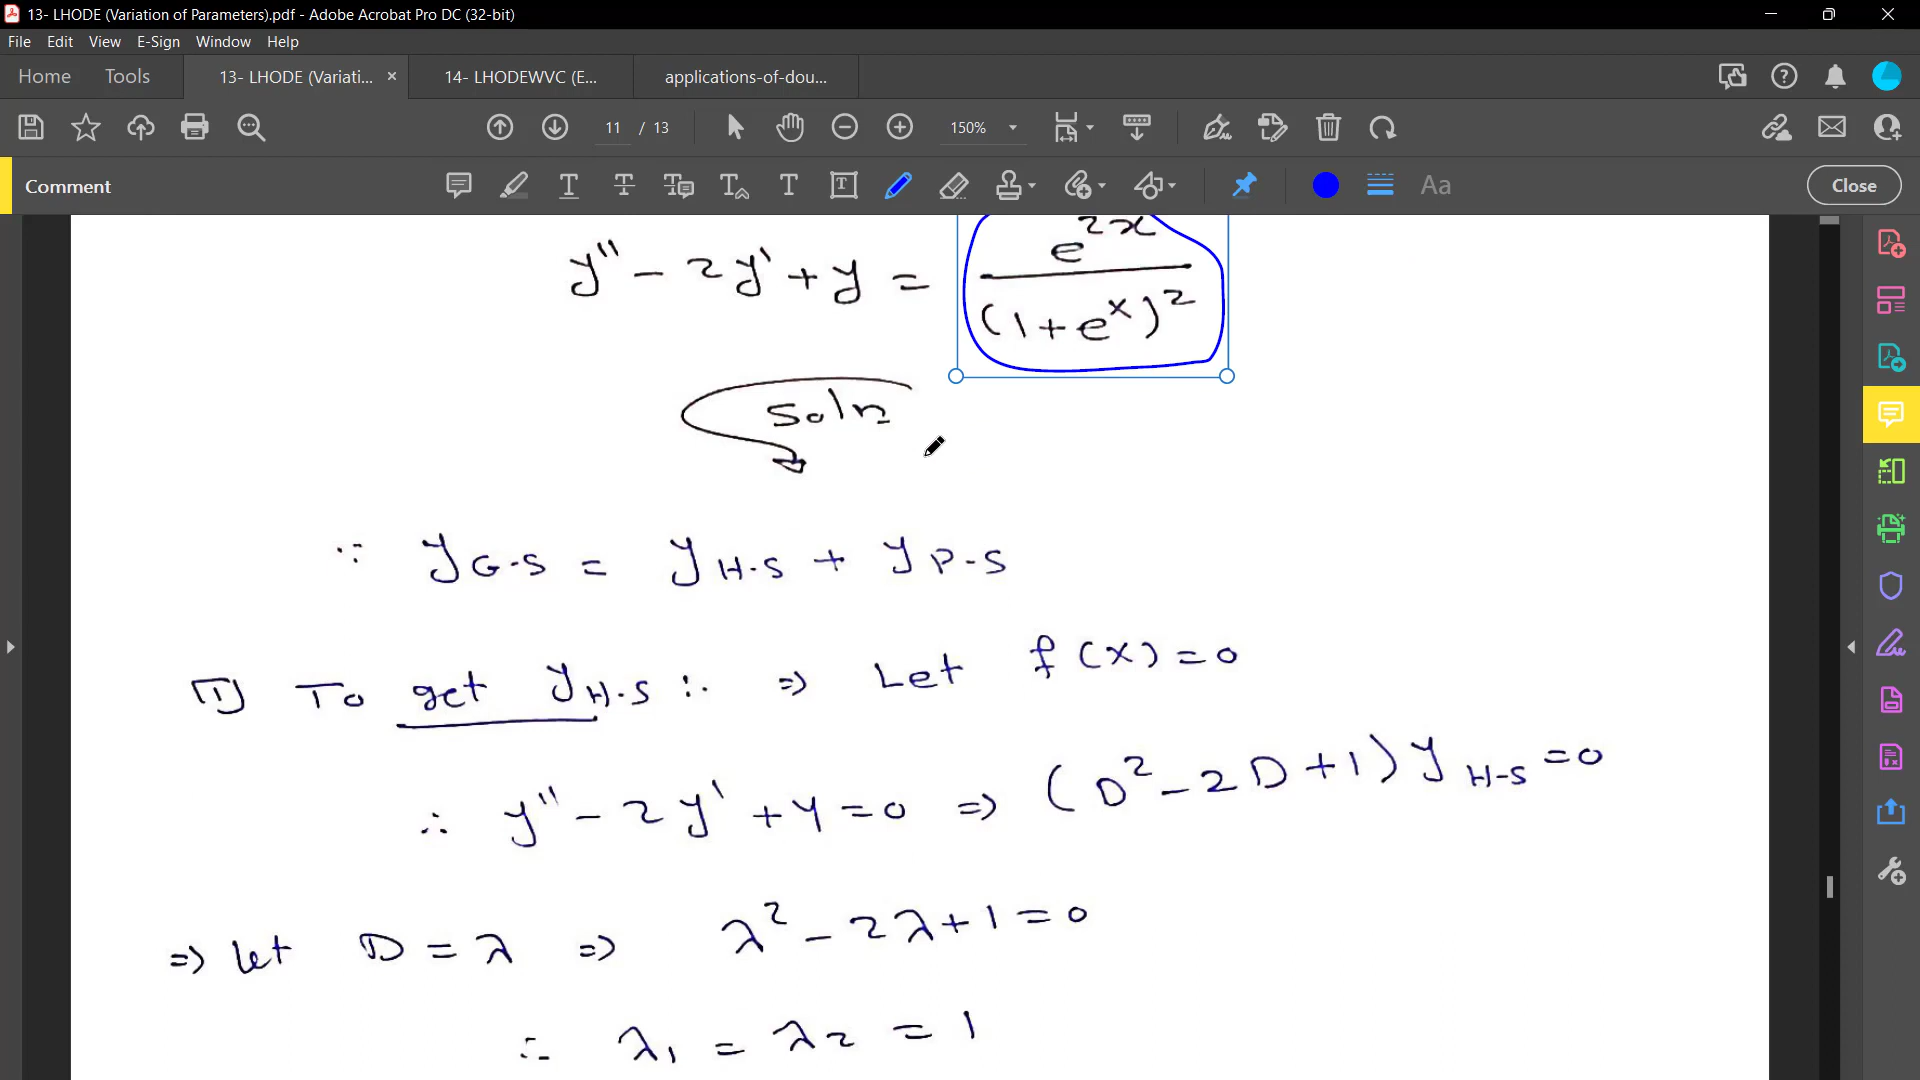 13- LHODE (Variation of Parameters).pdf - Adobe Acrobat Pro DC (32-bit)
File Edit View E-Sign Window Help
Home Tools 13- LHODE (Variati... × 14- LHODEWVC (E... applications-of-dou...
11 / 13 150%
Comment Aa Close
y'' - 2y' + y = e^{2x} / (1+e^x)^2
Soln
∵ y_{G.S} = y_{H.S} + y_{P.S}
(1) To get y_{H.S} ∴ => Let f(x)=0
∴ y'' - 2y' + y = 0 => (D^2 - 2D + 1) y_{H-S} = 0
=> let D = λ => λ^2 - 2λ + 1 = 0
∴ λ_1 = λ_2 = 1